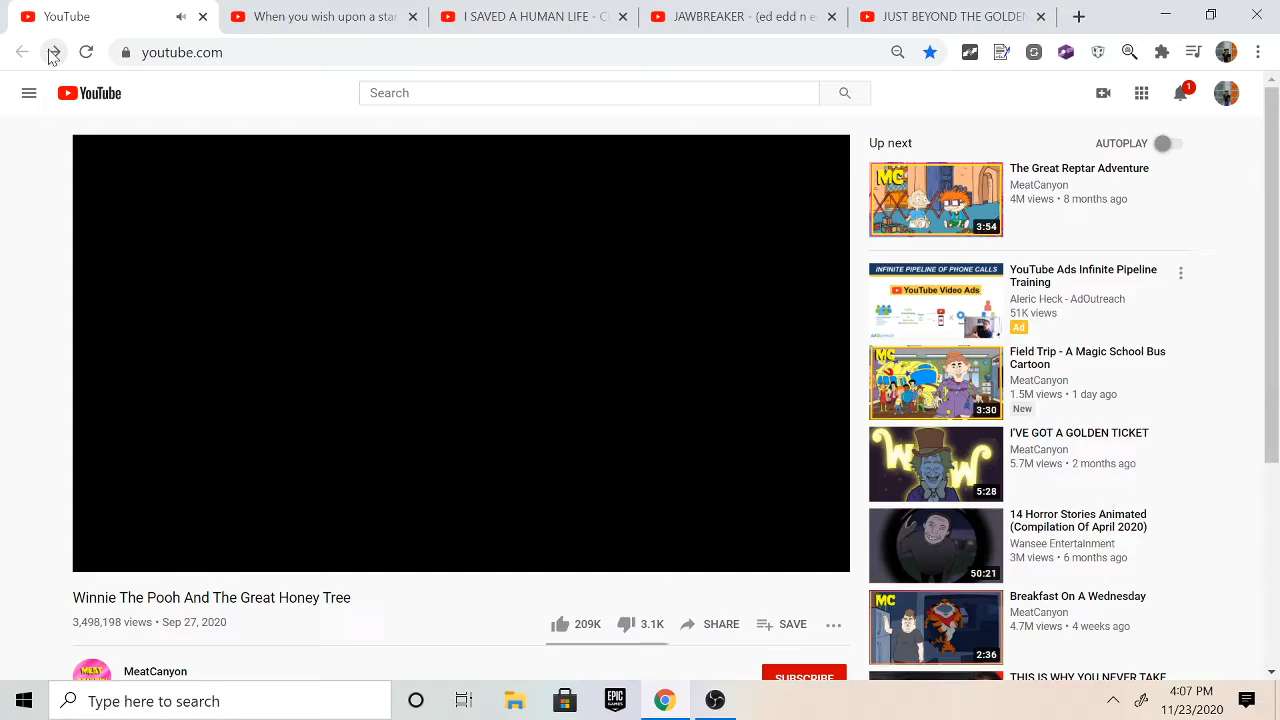 YouTube
When you wish upon a star
SAVED A HUMAN LIFE - C
JAWBREAKER - (ed edd n e
JUST BEYOND THE GOLDEN
youtube.com
YouTube
Search
1
Up next
AUTOPLAY
MC
3:54
The Great Reptar Adventure
MeatCanyon
4M views • 8 months ago
INFINITE PIPELINE OF PHONE CALLS
YouTube Video Ads
YouTube Ads Infinite Pipeline
Training
Aleric Heck - AdOutreach
51K views
Ad
MC
3:30
Field Trip - A Magic School Bus
Cartoon
MeatCanyon
1.5M views • 1 day ago
New
W W
5:28
I'VE GOT A GOLDEN TICKET
MeatCanyon
5.7M views • 2 months ago
50:21
14 Horror Stories Animated
(Compilation Of April 2020)
Wansee Entertainment
3M views • 6 months ago
MC
2:36
Breakfast On A Wednesday
MeatCanyon
4.7M views • 4 weeks ago
THIS IS WHY YOU NEVER TAKE
Winnie The Pooh And The Great Honey Tree
3,498,198 views • Sep 27, 2020
209K
3.1K
SHARE
SAVE
MEAT
MeatCanyon
SUBSCRIBE
Type here to search
EPIC
GAMES
4:07 PM
11/23/2020